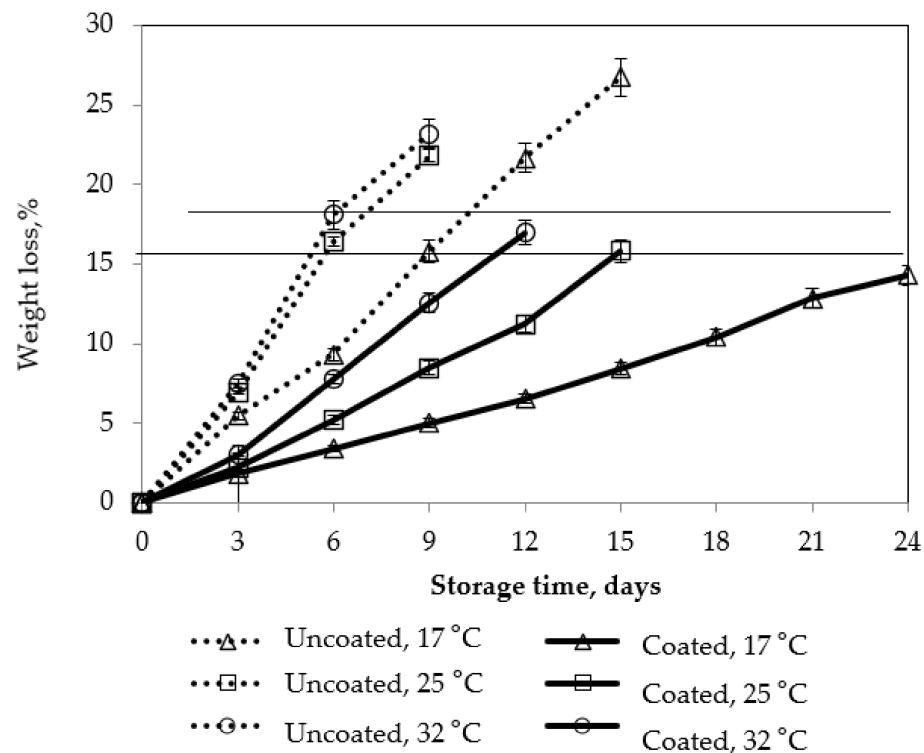 30
25
20
15
10
5
0
Weight loss,%
0 3 6 9 12 15 18 21 24
Storage time, days
Uncoated, 17 °C Coated, 17 °C
Uncoated, 25 °C Coated, 25 °C
Uncoated, 32 °C Coated, 32 °C